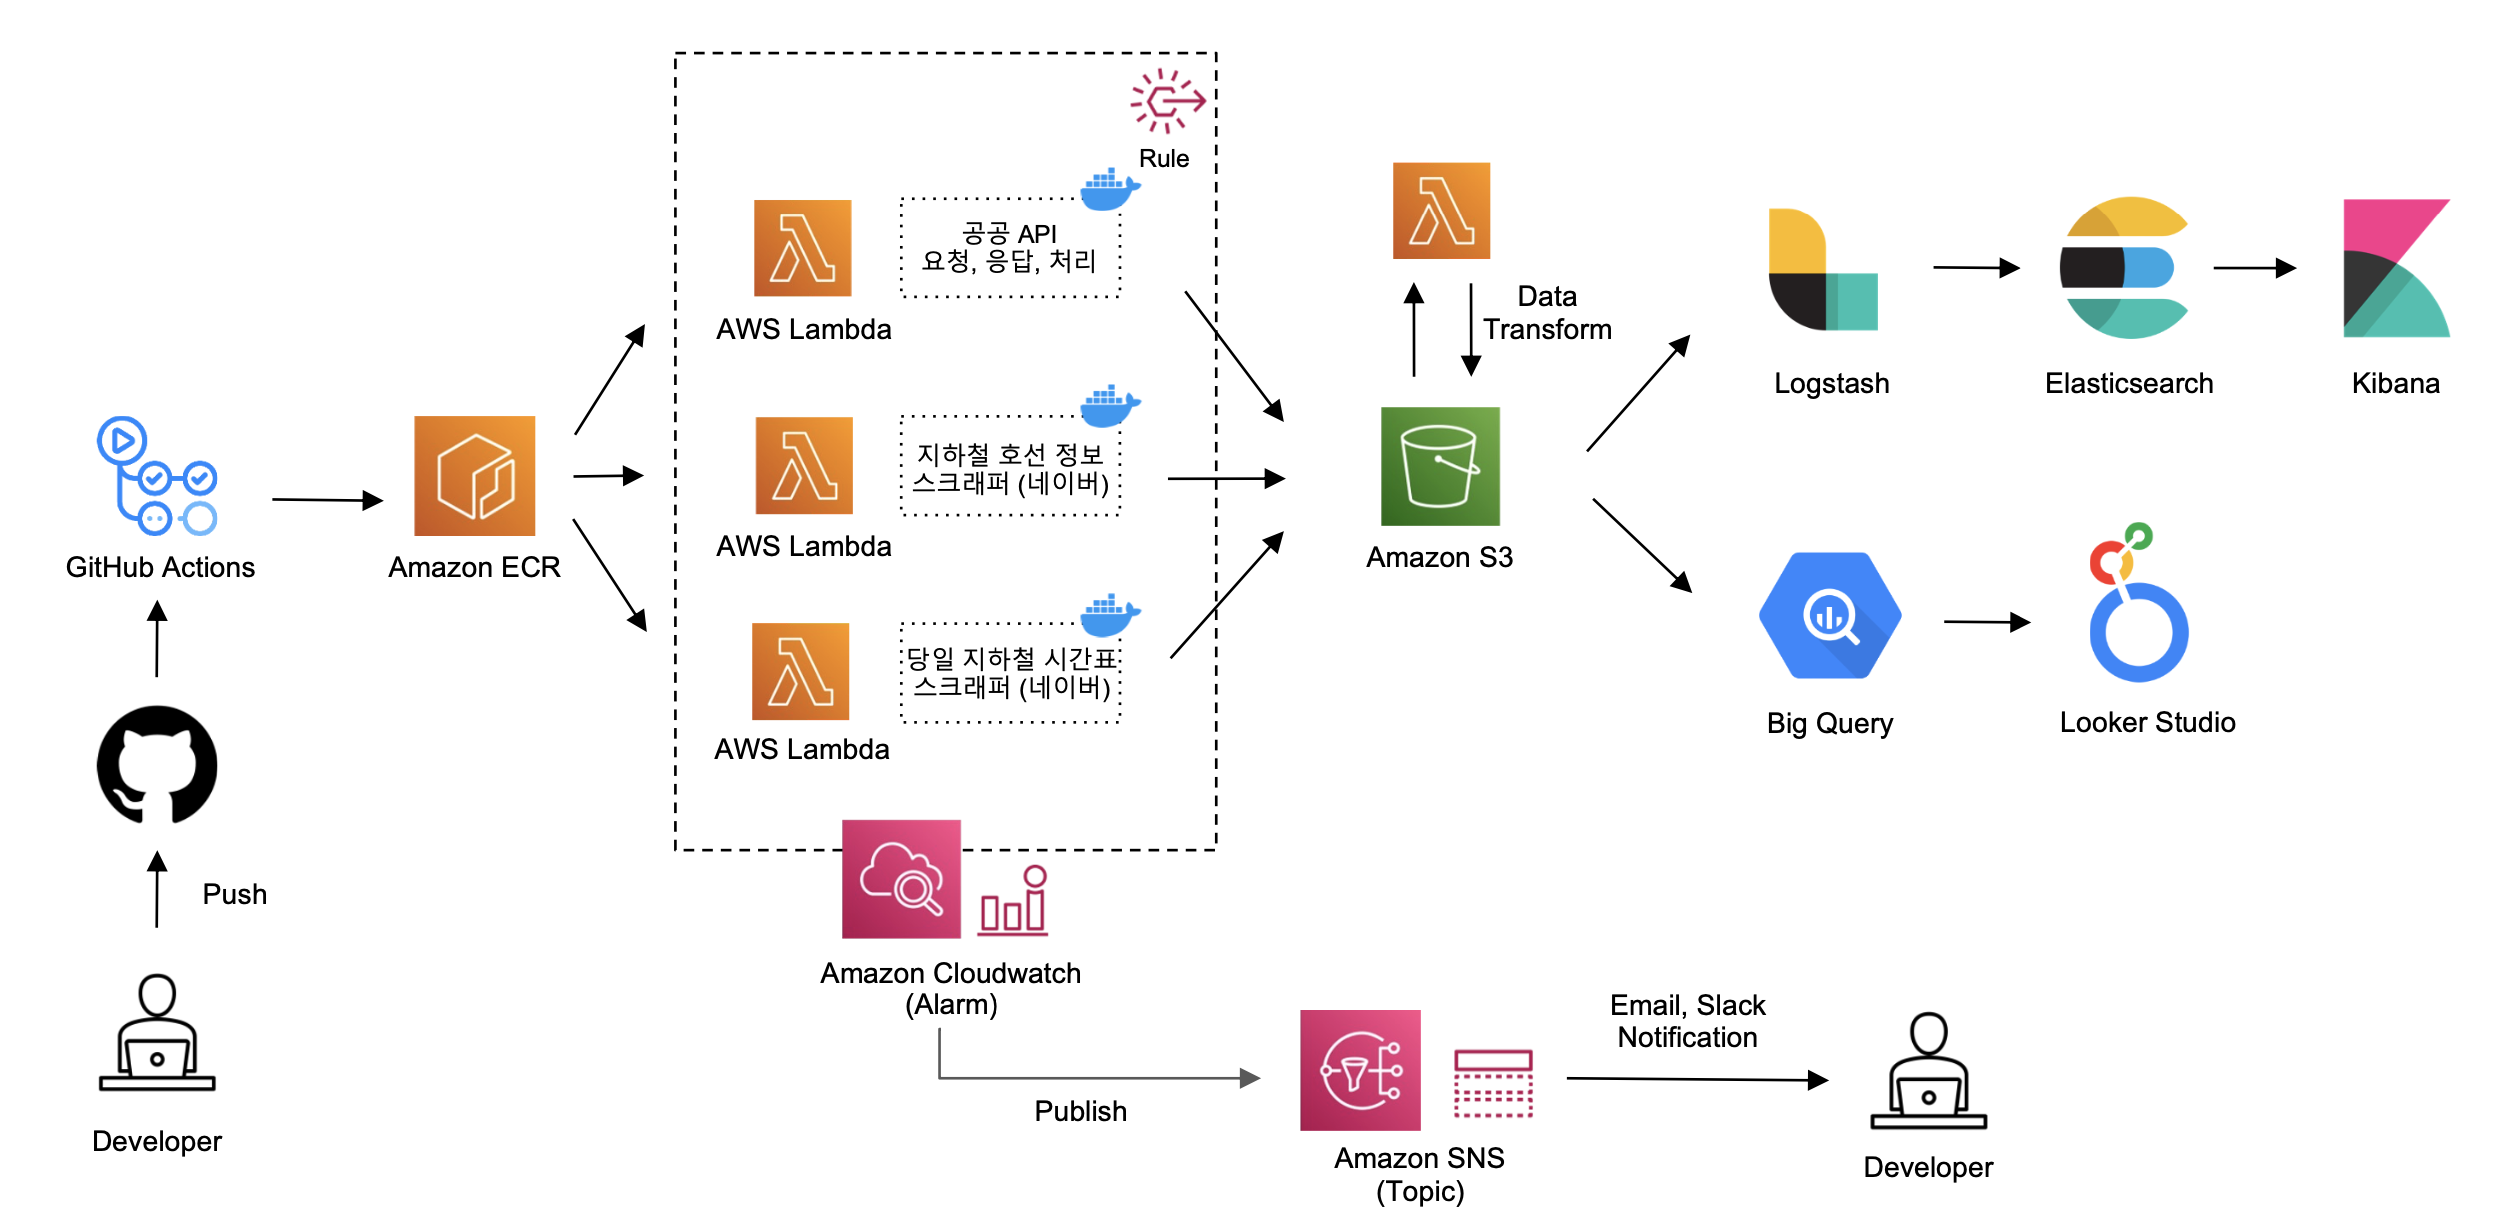 Rule
공공 API
요청, 응답, 처리
AWS Lambda
지하철 호선 정보
스크래퍼 (네이버)
AWS Lambda
당일 지하철 시간표
스크래퍼 (네이버)
AWS Lambda
GitHub Actions
Amazon ECR
Push
Developer
Data
Transform
Amazon S3
Logstash
Elasticsearch
Kibana
Big Query
Looker Studio
Amazon Cloudwatch
(Alarm)
Publish
Amazon SNS
(Topic)
Email, Slack
Notification
Developer